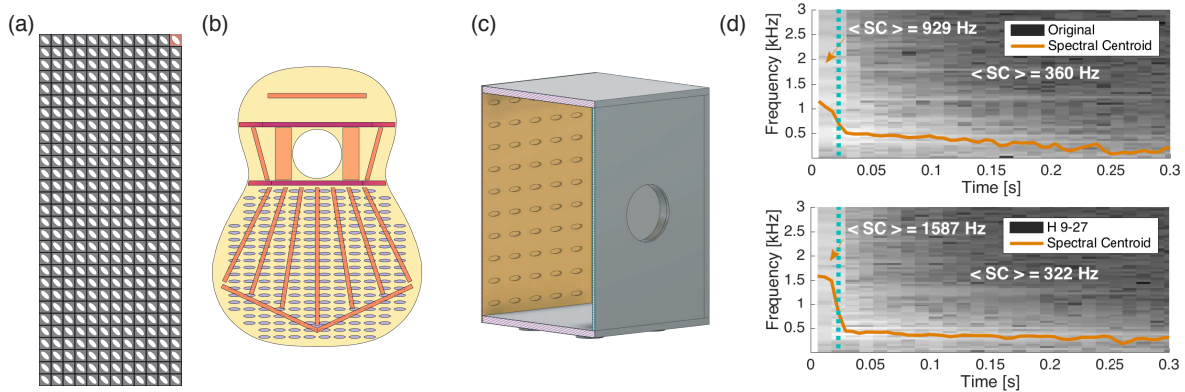 (a)
(b)
(c)
(d)
3
2.5
2
1.5
1
0.5
Frequency [kHz]
< SC > = 929 Hz
< SC > = 360 Hz
Original
Spectral Centroid
0.05
0.1
0.15
0.2
0.25
0.3
Time [s]
3
2.5
2
1.5
1
0.5
Frequency [kHz]
< SC > = 1587 Hz
< SC > = 322 Hz
H 9-27
Spectral Centroid
0.05
0.1
0.15
0.2
0.25
0.3
Time [s]